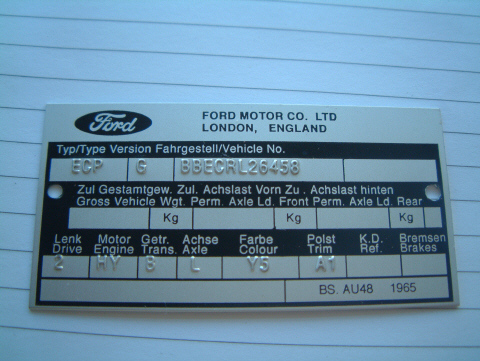 Ford FORD MOTOR CO. LTD
LONDON, ENGLAND
Typ/Type Version Fahrgestell/Vehicle No.
ECP G BBECRL26458
Zul Gestamtgew. Zul. Achslast Vorn Zu . Achslast hinten
Gross Vehicle Wgt. Perm. Axle Ld. Front Perm. Axle Ld. Rear
Kg Kg Kg
Lenk Motor Getr. Achse Farbe Polst K.D. Bremsen
Drive Engine Trans. Axle Colour Trim Ref. Brakes
2 HY B L Y5 A1
BS. AU48 1965